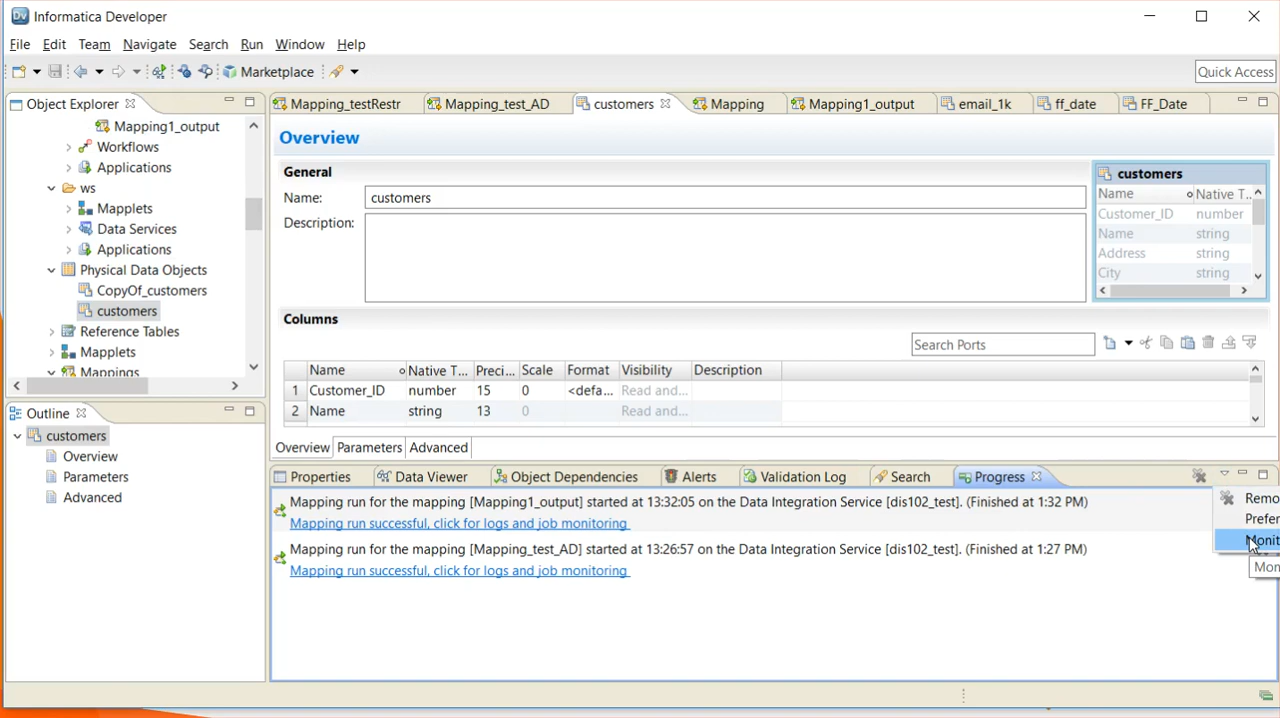 Dv Informatica Developer
File Edit Team Navigate Search Run Window Help
Marketplace Quick Access
Object Explorer
Mapping1_output
Workflows
Applications
ws
Mapplets
Data Services
Applications
Physical Data Objects
CopyOf_customers
customers
Reference Tables
Mapplets
Mappings
Outline
customers
Overview
Parameters
Advanced
Mapping_testRestr Mapping_test_AD customers Mapping Mapping1_output email_1k ff_date FF_Date
Overview
General
Name: customers
Description:
customers
Name Native T..
Customer_ID number
Name string
Address string
City string
Columns
Search Ports
Name Native T... Preci... Scale Format Visibility Description
1 Customer_ID number 15 0 <defa... Read and...
2 Name string 13 Read and...
Overview Parameters Advanced
Properties Data Viewer Object Dependencies Alerts Validation Log Search Progress
Mapping run for the mapping [Mapping1_output] started at 13:32:05 on the Data Integration Service [dis102_test]. (Finished at 1:32 PM)
Mapping run successful, click for logs and job monitoring
Mapping run for the mapping [Mapping_test_AD] started at 13:26:57 on the Data Integration Service [dis102_test]. (Finished at 1:27 PM)
Mapping run successful, click for logs and job monitoring
Remo
Prefer
Monit
Mon